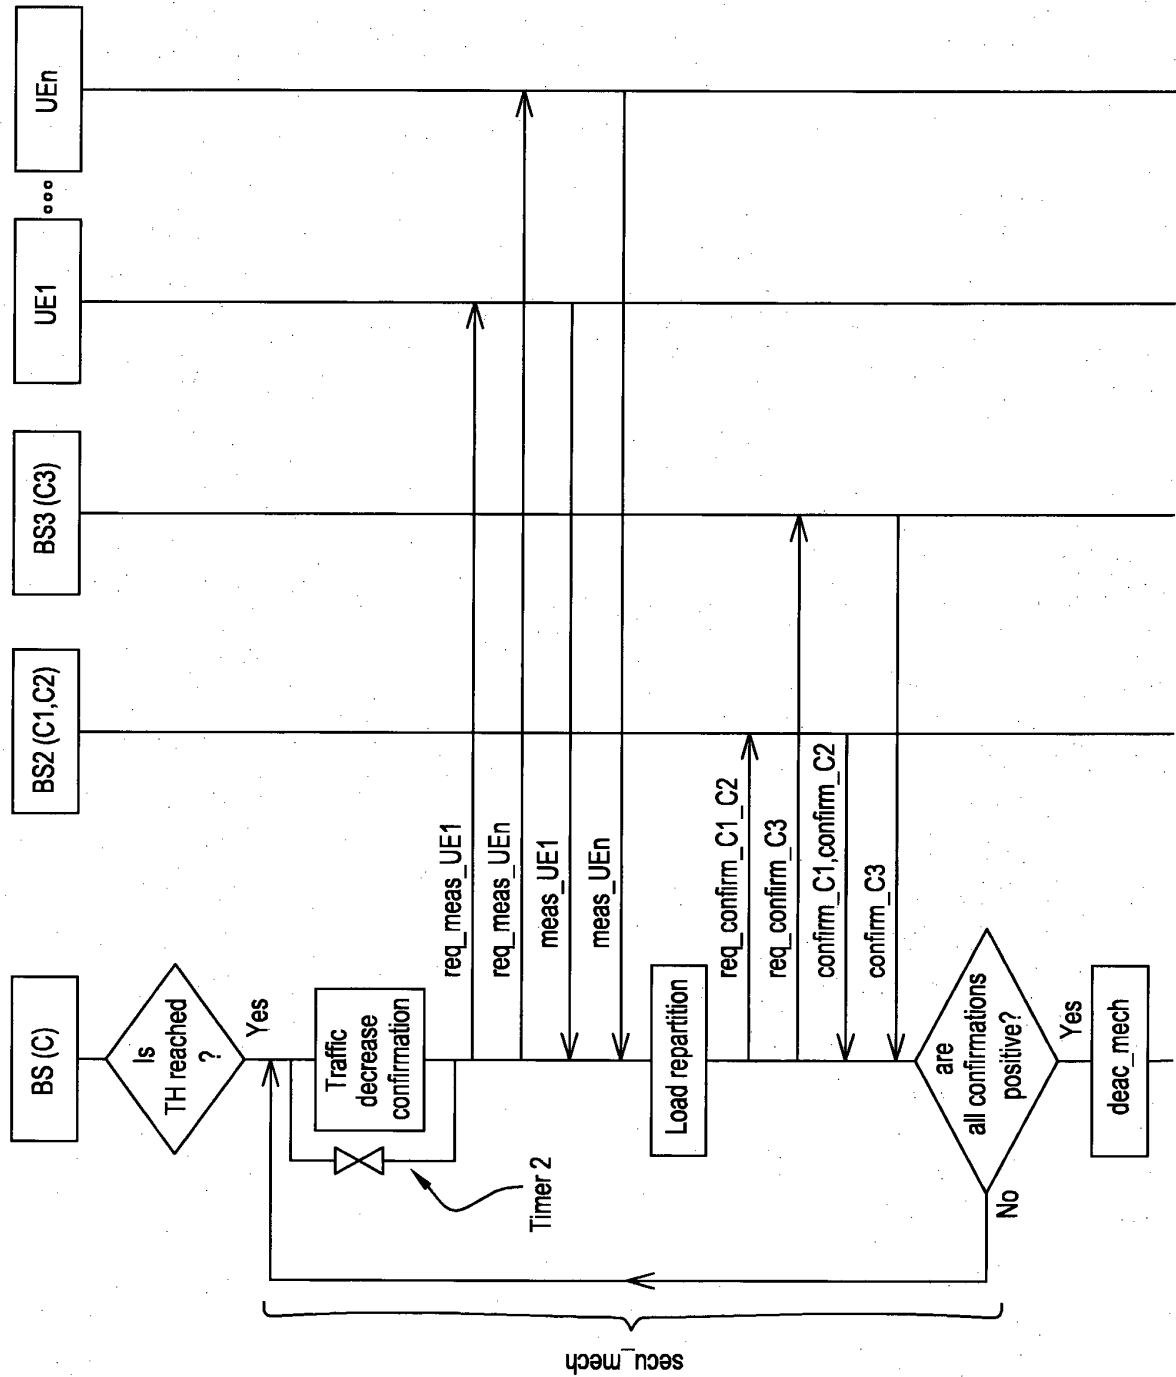 BS (C)
BS2 (C1,C2)
BS3 (C3)
UE1
UEn
Is
TH reached
?
Yes
Traffic
decrease
confirmation
Timer 2
req_meas_UE1
req_meas_UEn
meas_UE1
meas_UEn
Load repartition
req_confirm_C1_C2
req_confirm_C3
confirm_C1,confirm_C2
confirm_C3
are
all confirmations
positive?
No
Yes
deac_mech
secu_mech